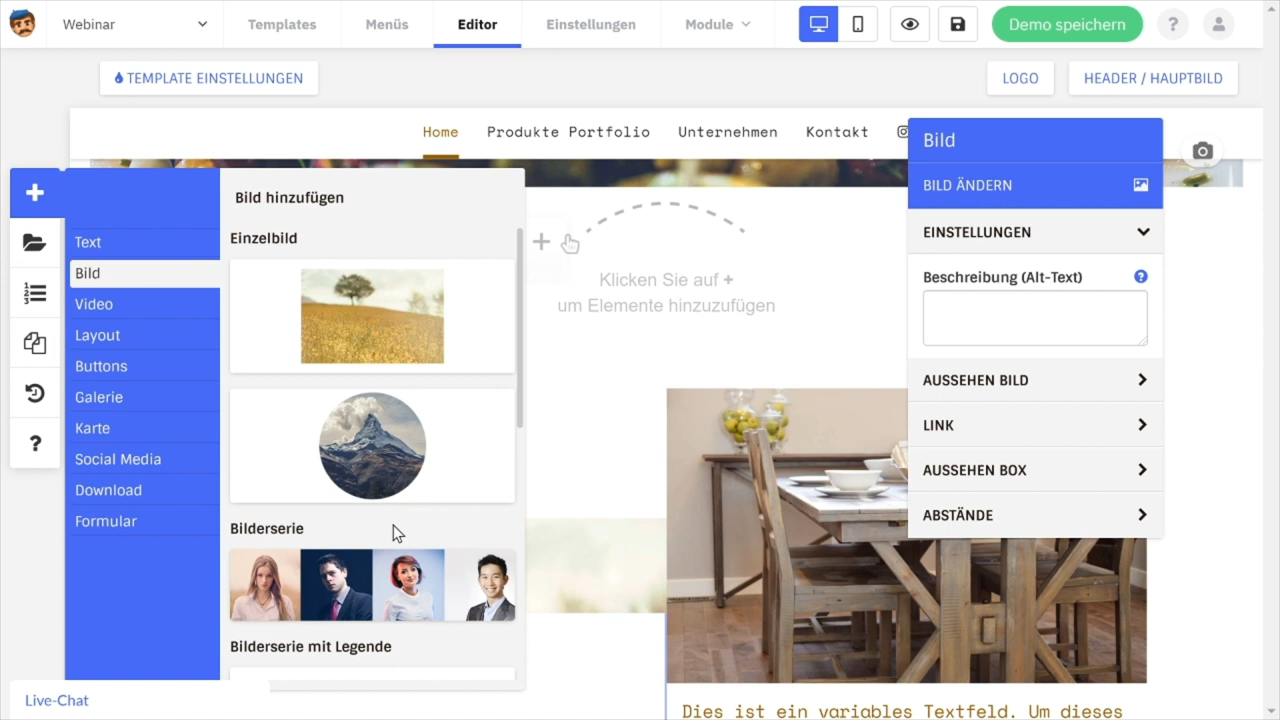 Webinar
Templates
Menüs
Editor
Einstellungen
Module
Demo speichern
?
TEMPLATE EINSTELLUNGEN
LOGO
HEADER / HAUPTBILD
Home
Produkte Portfolio
Unternehmen
Kontakt
Text
Bild
Video
Layout
Buttons
Galerie
Karte
Social Media
Download
Formular
?
Live-Chat
Bild hinzufügen
Einzelbild
Bilderserie
Bilderserie mit Legende
Klicken Sie auf +
um Elemente hinzuzufügen
Bild
BILD ÄNDERN
EINSTELLUNGEN
Beschreibung (Alt-Text)
?
AUSSEHEN BILD
LINK
AUSSEHEN BOX
ABSTÄNDE
Dies ist ein variables Textfeld. Um dieses